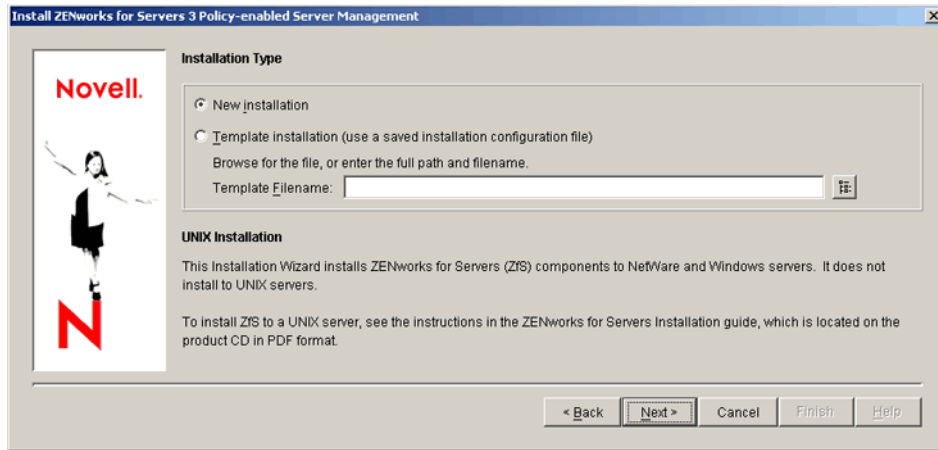 Install ZENworks for Servers 3 Policy-enabled Server Management
Novell.
N
Installation Type
New installation
Template installation (use a saved installation configuration file)
Browse for the file, or enter the full path and filename.
Template Filename:
UNIX Installation
This Installation Wizard installs ZENworks for Servers (ZfS) components to NetWare and Windows servers. It does not
install to UNIX servers.
To install ZfS to a UNIX server, see the instructions in the ZENworks for Servers Installation guide, which is located on the
product CD in PDF format.
< Back Next > Cancel Finish Help